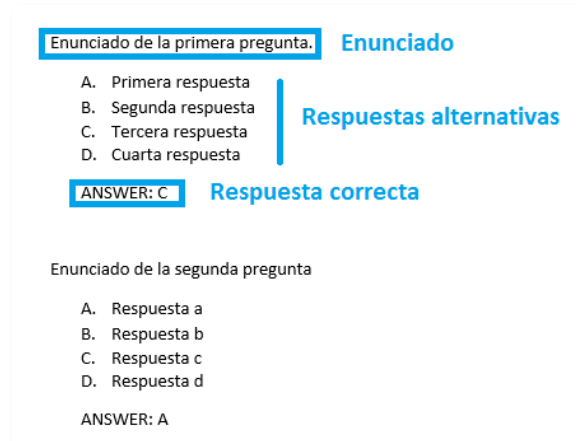 Enunciado de la primera pregunta. Enunciado
A. Primera respuesta
B. Segunda respuesta
Respuestas alternativas
C. Tercera respuesta
D. Cuarta respuesta
ANSWER: C Respuesta correcta
Enunciado de la segunda pregunta
A. Respuesta a
B. Respuesta b
C. Respuesta c
D. Respuesta d
ANSWER: A